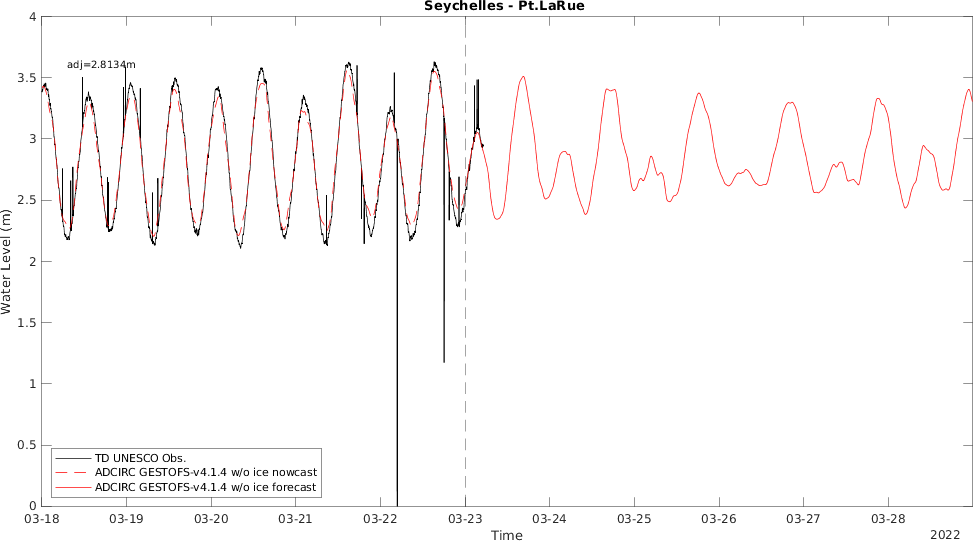 Seychelles - Pt.LaRue
adj=2.8134m
4
3.5
3
2.5
2
1.5
1
0.5
0
Water Level (m)
TD UNESCO Obs.
ADCIRC GESTOFS-v4.1.4 w/o ice nowcast
ADCIRC GESTOFS-v4.1.4 w/o ice forecast
03-18 03-19 03-20 03-21 03-22 03-23 03-24 03-25 03-26 03-27 03-28
Time
2022